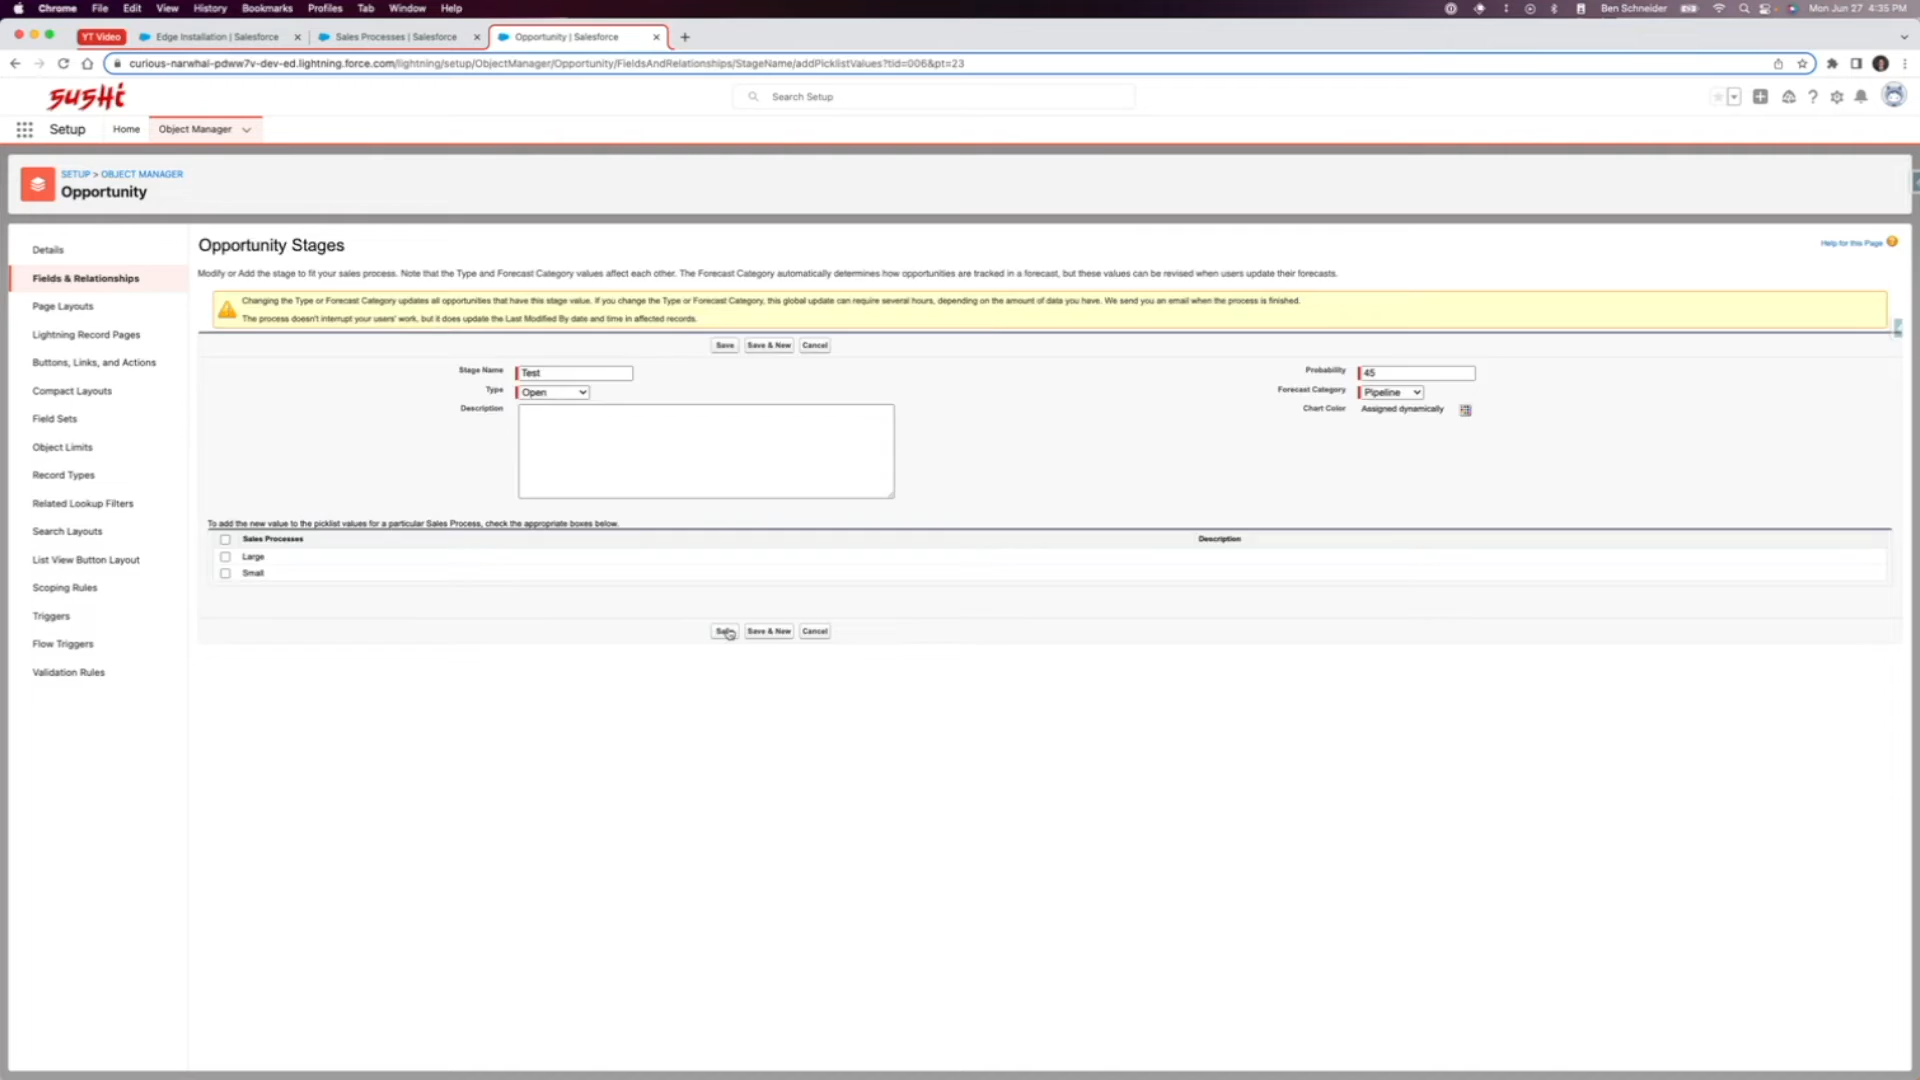 Chrome File Edit View History Bookmarks Profiles Tab Window Help Ben Schneider Mon Jun 27 4:35 PM
YT Video Edge Installation | Salesforce Sales Processes | Salesforce Opportunity | Salesforce
curious-narwhal-pdww7v-dev-ed.lightning.force.com/lightning/setup/ObjectManager/Opportunity/FieldsAndRelationships/StageName/addPicklistValues?tid=006&pt=23
SUSHI Search Setup
Setup Home Object Manager
SETUP > OBJECT MANAGER
Opportunity
Details
Fields & Relationships
Page Layouts
Lightning Record Pages
Buttons, Links, and Actions
Compact Layouts
Field Sets
Object Limits
Record Types
Related Lookup Filters
Search Layouts
List View Button Layout
Scoping Rules
Triggers
Flow Triggers
Validation Rules
Opportunity Stages
Help for this Page
Modify or Add the stage to fit your sales process. Note that the Type and Forecast Category values affect each other. The Forecast Category automatically determines how opportunities are tracked in a forecast, but these values can be revised when users update their forecasts.
Changing the Type or Forecast Category updates all opportunities that have this stage value. If you change the Type or Forecast Category, this global update can require several hours, depending on the amount of data you have. We send you an email when the process is finished.
The process doesn't interrupt your users' work, but it does update the Last Modified By date and time in affected records.
Save Save & New Cancel
Stage Name Test Probability 45
Type Open Forecast Category Pipeline
Description Chart Color Assigned dynamically
To add the new value to the picklist values for a particular Sales Process, check the appropriate boxes below.
Sales Processes Description
Large
Small
Save Save & New Cancel